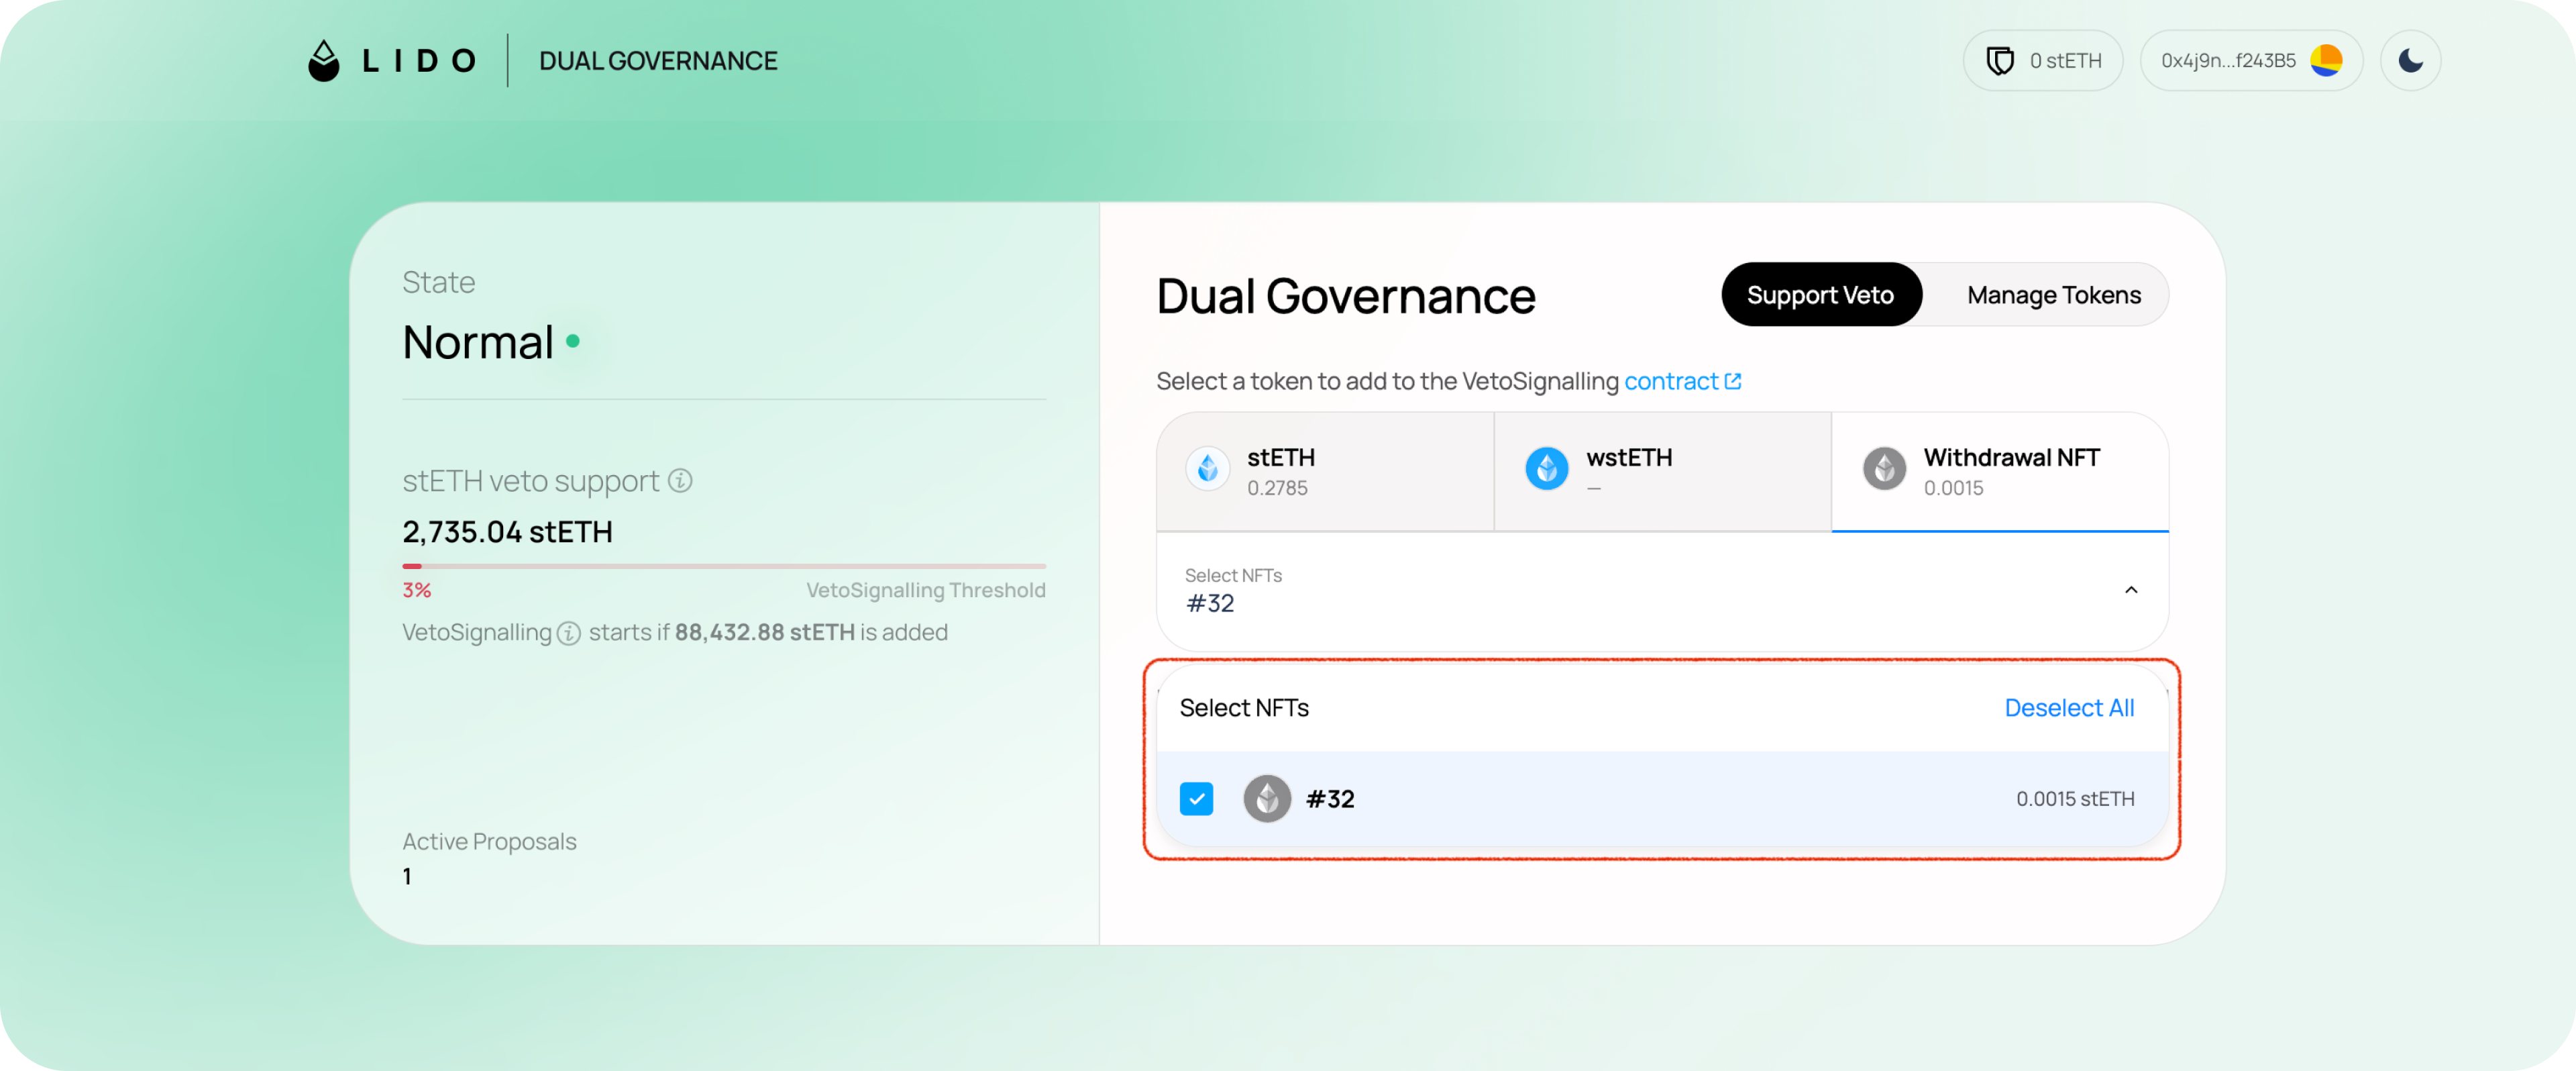 LIDO
DUAL GOVERNANCE
0 stETH
0x4j9n...f243B5
State
Normal
stETH veto support
2,735.04 stETH
3%
VetoSignalling Threshold
VetoSignalling starts if 88,432.88 stETH is added
Active Proposals
1
Dual Governance
Support Veto
Manage Tokens
Select a token to add to the VetoSignalling contract
stETH
0.2785
wstETH
—
Withdrawal NFT
0.0015
Select NFTs
#32
Select NFTs
Deselect All
#32
0.0015 stETH